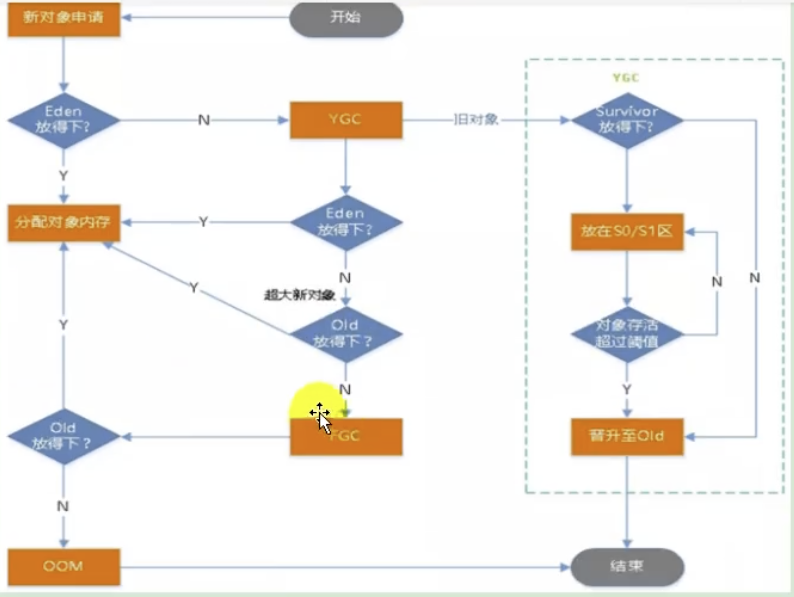 新对象申请
开始
YGC
Eden
放得下?
N
YGC
旧对象
Survivor
放得下?
Y
分配对象内存
Y
Eden
放得下?
放在S0/S1区
N
N
N
超大新对象
Y
Old
放得下?
对象存活
超过阈值
Y
N
Y
Old
放得下?
FGC
晋升至Old
N
OOM
结束